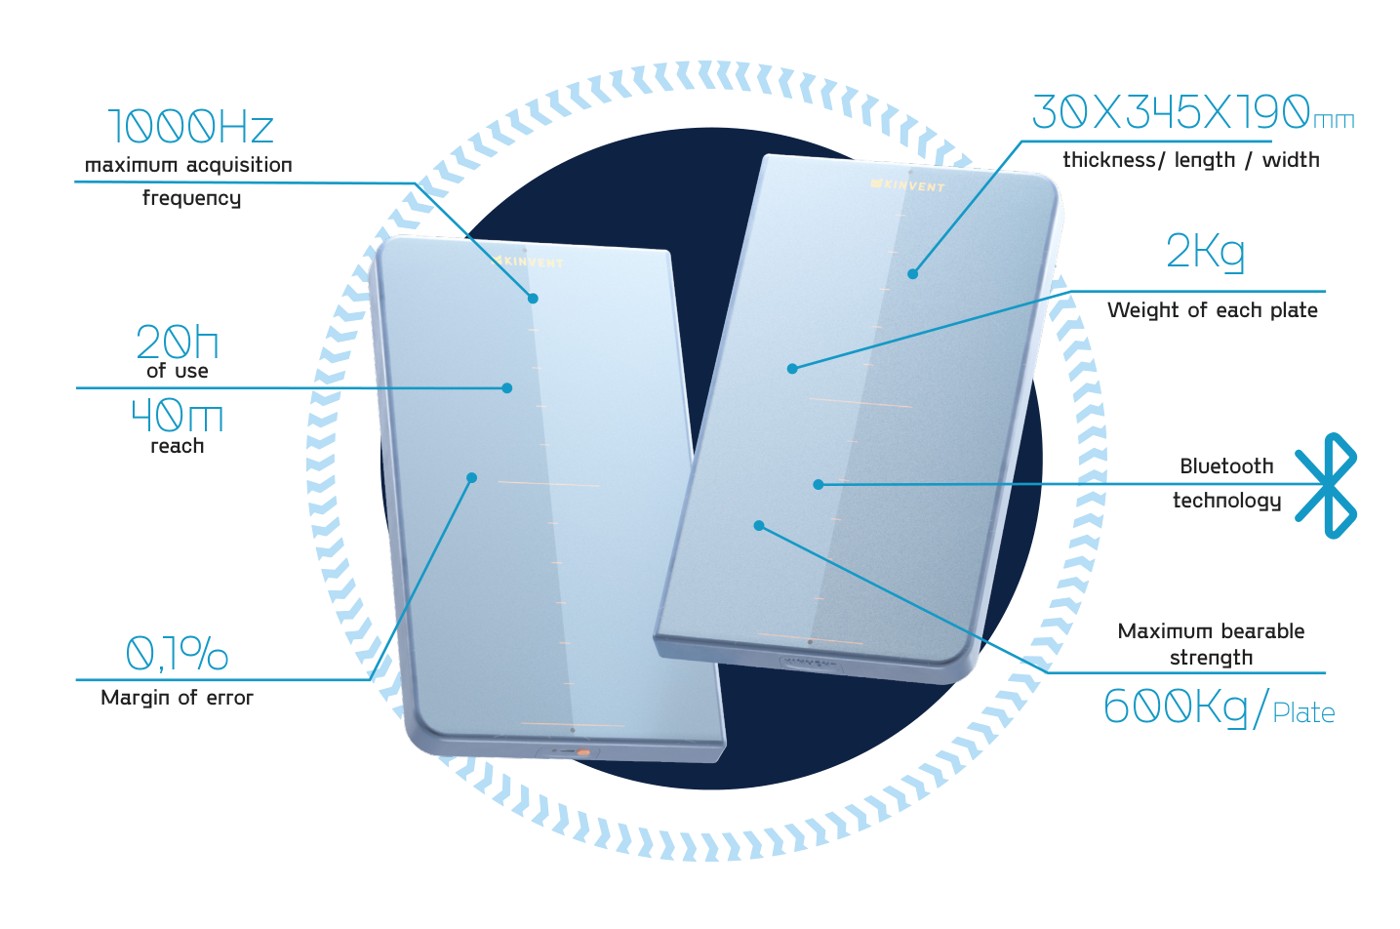 1000Hz
maximum acquisition
frequency
20h
of use
40m
reach
0,1%
Margin of error
KINVENT
KINVENT
30X345X190mm
thickness/ length / width
2Kg
Weight of each plate
Bluetooth
technology
Maximum bearable
strength
600Kg/Plate